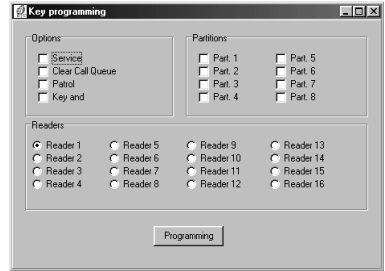 Key programming
Options
Service
Clear Call Queue
Patrol
Key and
Partitions
Part. 1
Part. 2
Part. 3
Part. 4
Part. 5
Part. 6
Part. 7
Part. 8
Readers
Reader 1
Reader 2
Reader 3
Reader 4
Reader 5
Reader 6
Reader 7
Reader 8
Reader 9
Reader 10
Reader 11
Reader 12
Reader 13
Reader 14
Reader 15
Reader 16
Programming